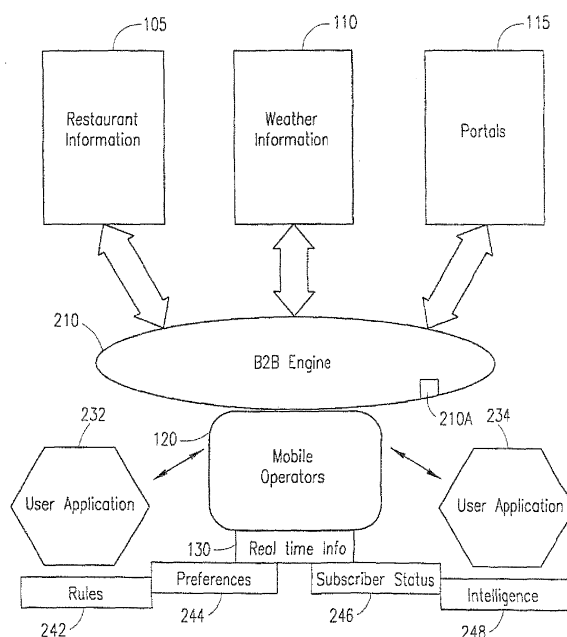 105
110
115
Restaurant
Information
Weather
Information
Portals
210
B2B Engine
210A
232
120
234
Mobile
Operators
User Application
User Application
130
Real time Info
Preferences
Subscriber Status
Rules
Intelligence
242
244
246
248